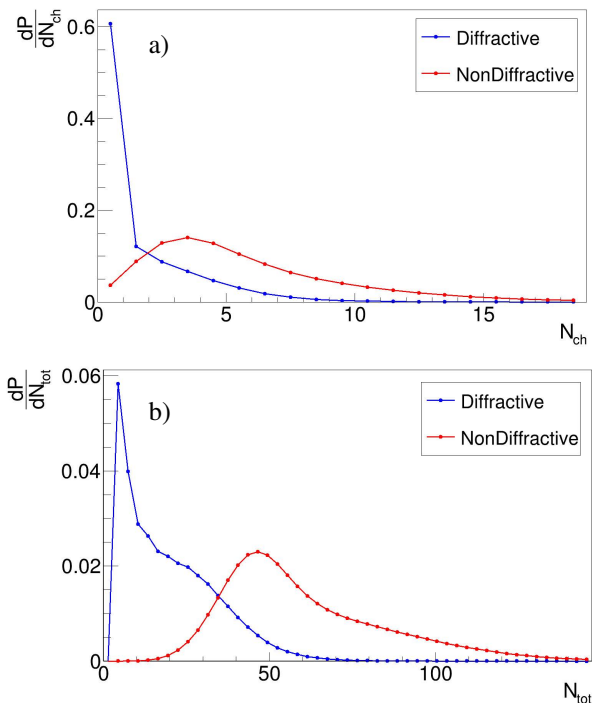 dP
dN_ch
0.6
a)
Diffractive
NonDiffractive
0.4
0.2
0
0 5 10 15
N_ch
dP
dN_tot
0.06
b)
Diffractive
NonDiffractive
0.04
0.02
0
0 50 100
N_tot